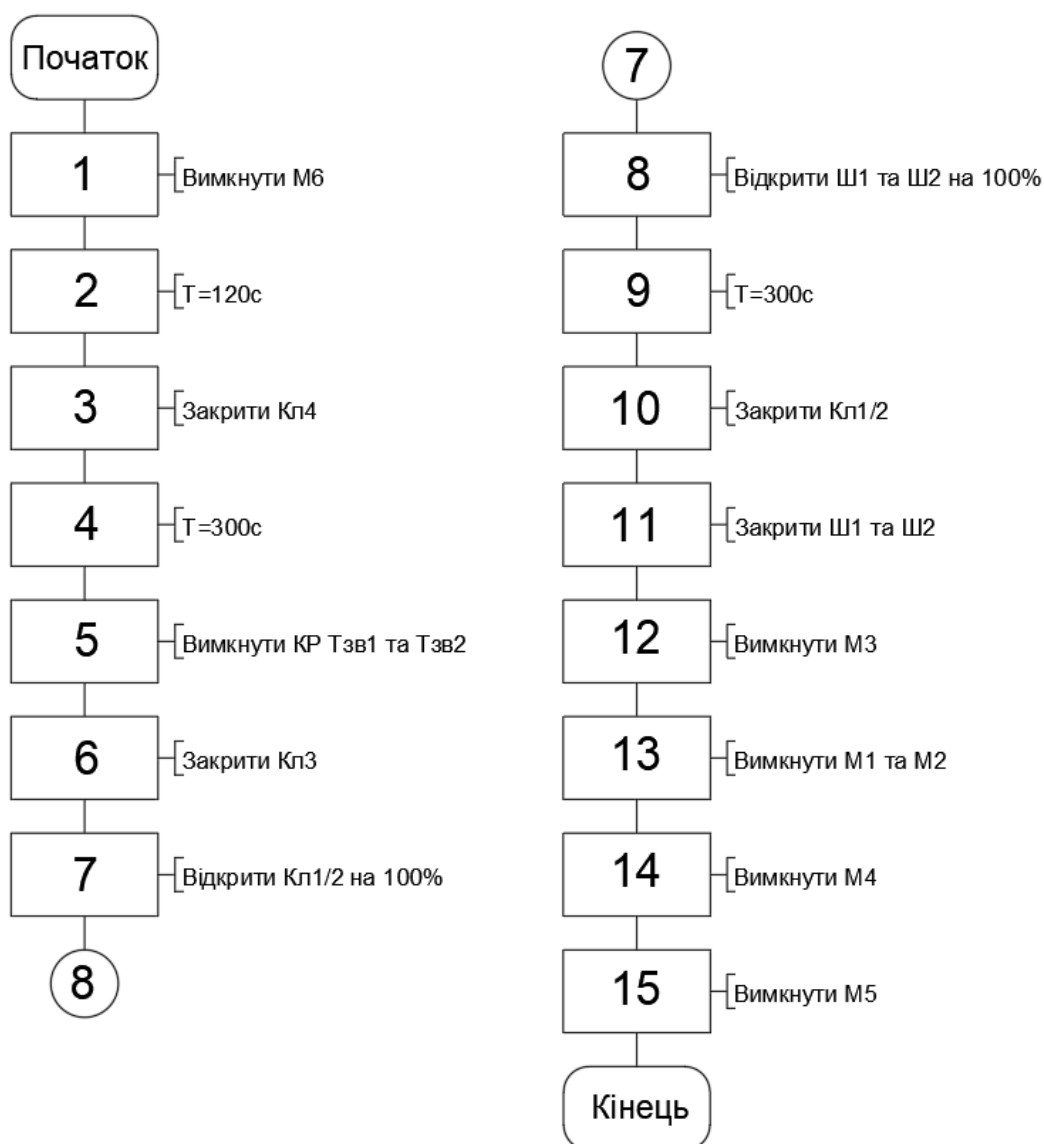 Початок
1
Вимкнути М6
2
Т=120с
3
Закрити Кл4
4
Т=300с
5
Вимкнути КР Тзв1 та Тзв2
6
Закрити Кл3
7
Відкрити Кл1/2 на 100%
8
7
8
Відкрити Ш1 та Ш2 на 100%
9
Т=300с
10
Закрити Кл1/2
11
Закрити Ш1 та Ш2
12
Вимкнути М3
13
Вимкнути М1 та М2
14
Вимкнути М4
15
Вимкнути М5
Кінець